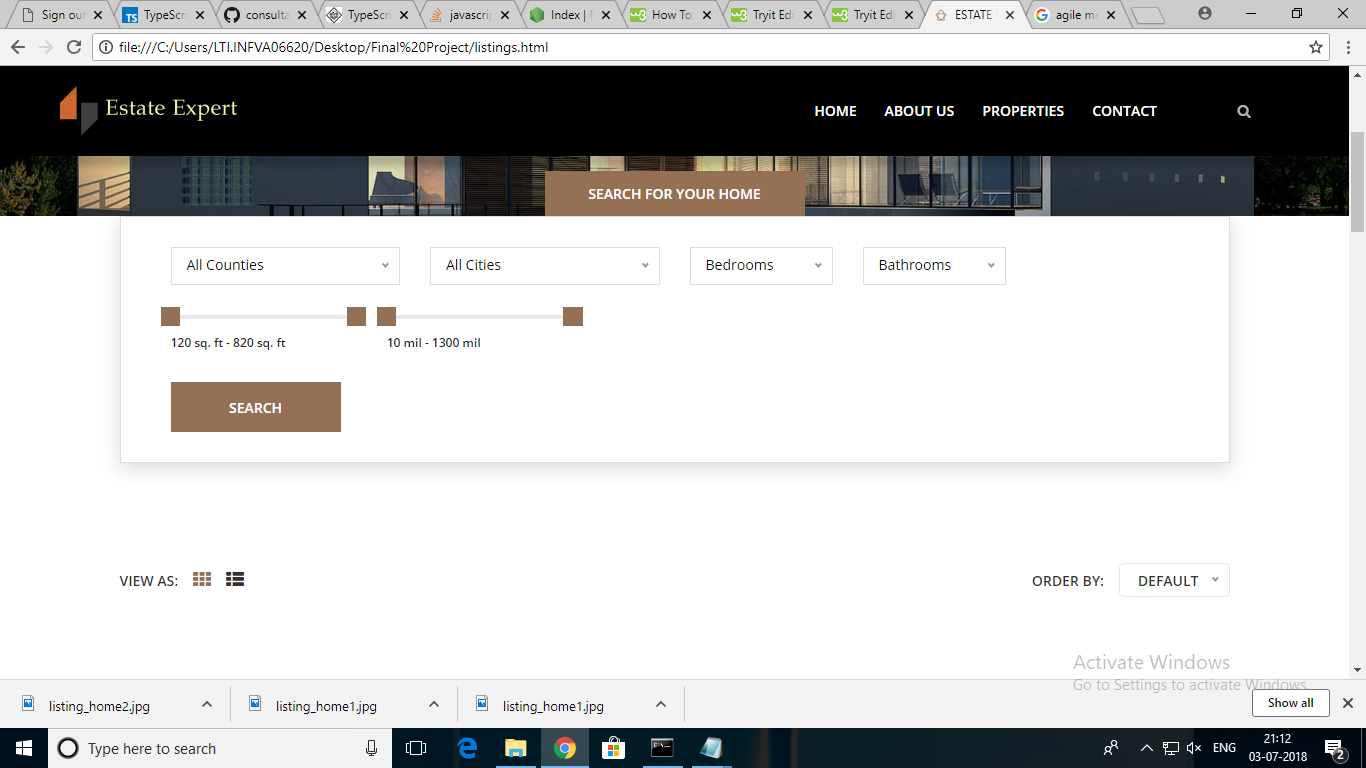 Sign out
TypeScri
consulta
TypeScri
javascrip
Index |
How To
Tryit Edi
Tryit Edi
ESTATE
agile me
file:///C:/Users/LTI.INFVA06620/Desktop/Final%20Project/listings.html
Estate Expert
HOME ABOUT US PROPERTIES CONTACT
SEARCH FOR YOUR HOME
All Counties All Cities Bedrooms Bathrooms
120 sq. ft - 820 sq. ft 10 mil - 1300 mil
SEARCH
VIEW AS: ORDER BY: DEFAULT
Activate Windows
Go to Settings to activate Windows.
listing_home2.jpg listing_home1.jpg listing_home1.jpg Show all
Type here to search
ENG
21:12
03-07-2018
2